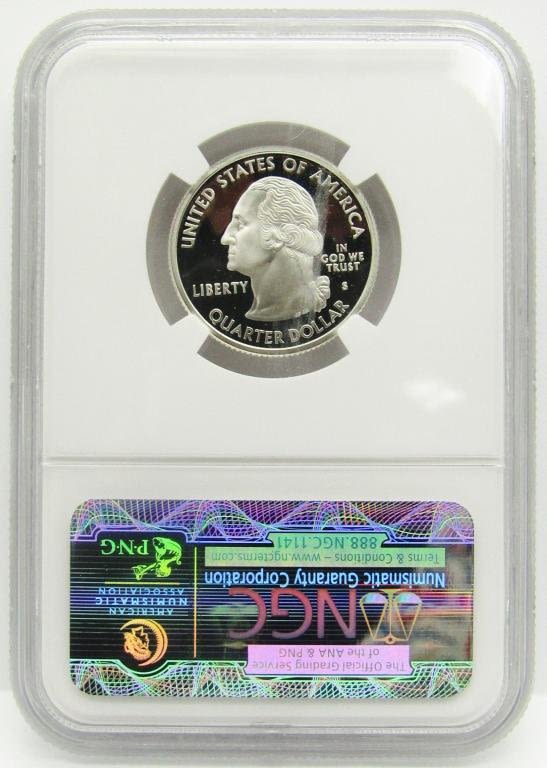 UNITED STATES OF AMERICA
IN
GOD WE
TRUST
LIBERTY
S
QUARTER DOLLAR
The Official Grading Service
of the ANA & PNG
NGC
Numismatic Guaranty Corporation
Terms & Conditions – www.ngcterms.com
888.NGC.1141
AMERICAN
NUMISMATIC
ASSOCIATION
PNG